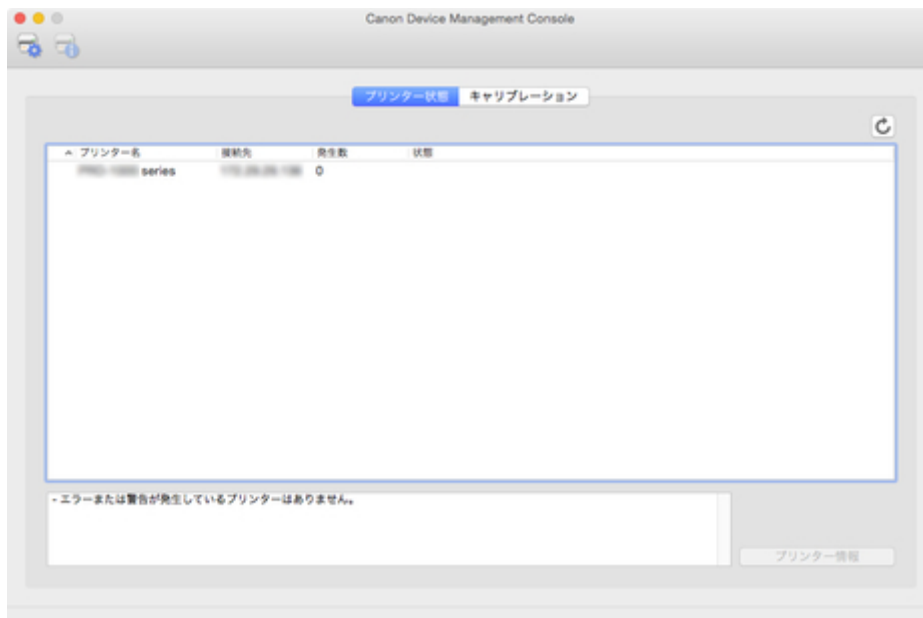 Canon Device Management Console
プリンター状態 キャリブレーション
プリンター名 接続先 発生数 状態
series 0
- エラーまたは警告が発生しているプリンターはありません。
プリンター情報